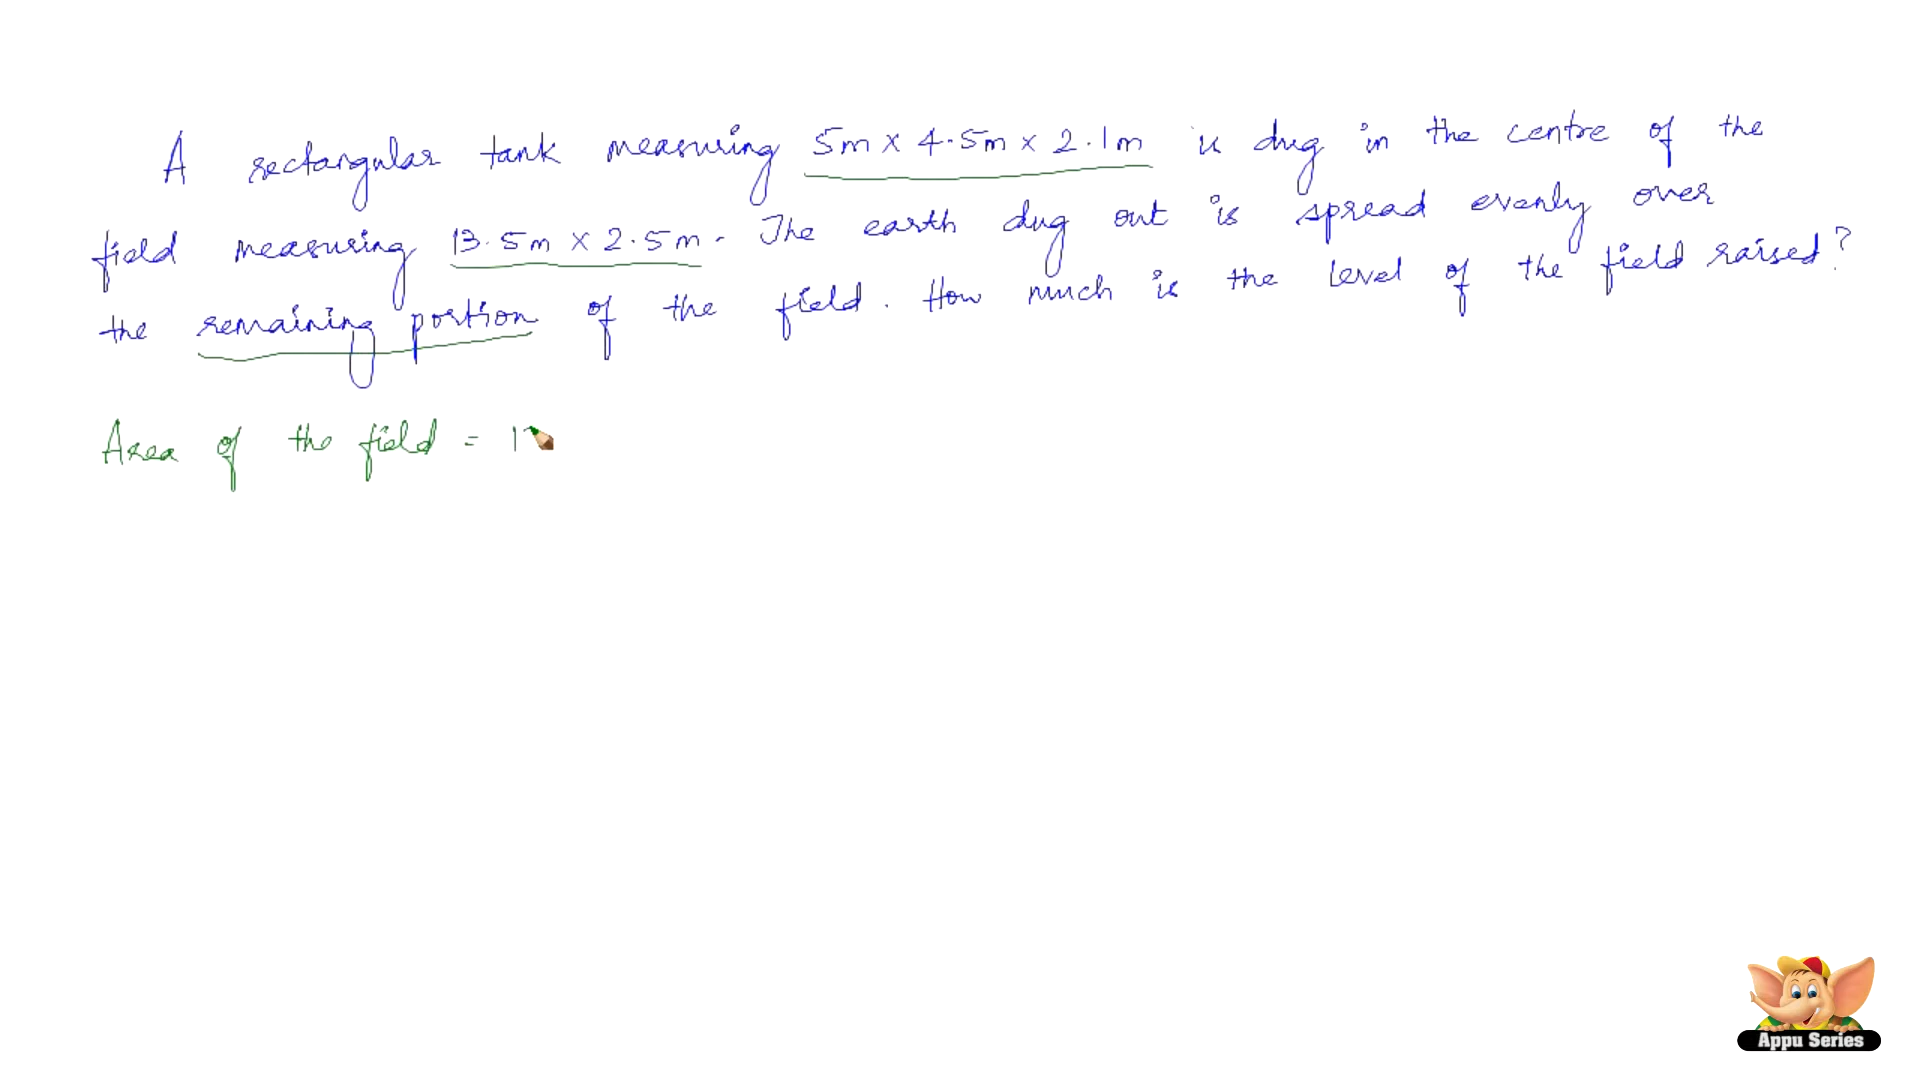 A rectangular tank measuring 5m x 4.5m x 2.1m is dug in the centre of the
field measuring 13.5m x 2.5m. The earth dug out is spread evenly over
the remaining portion of the field. How much is the level of the field raised?
Area of the field = 1
Appu Series